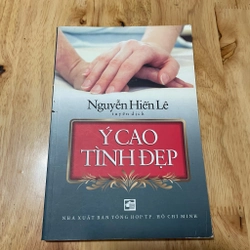 Nguyễn Hiến Lê
tuyển dịch
Ý CAO
TÌNH ĐẸP
NHÀ XUẤT BẢN TỔNG HỢP TP. HỒ CHÍ MINH